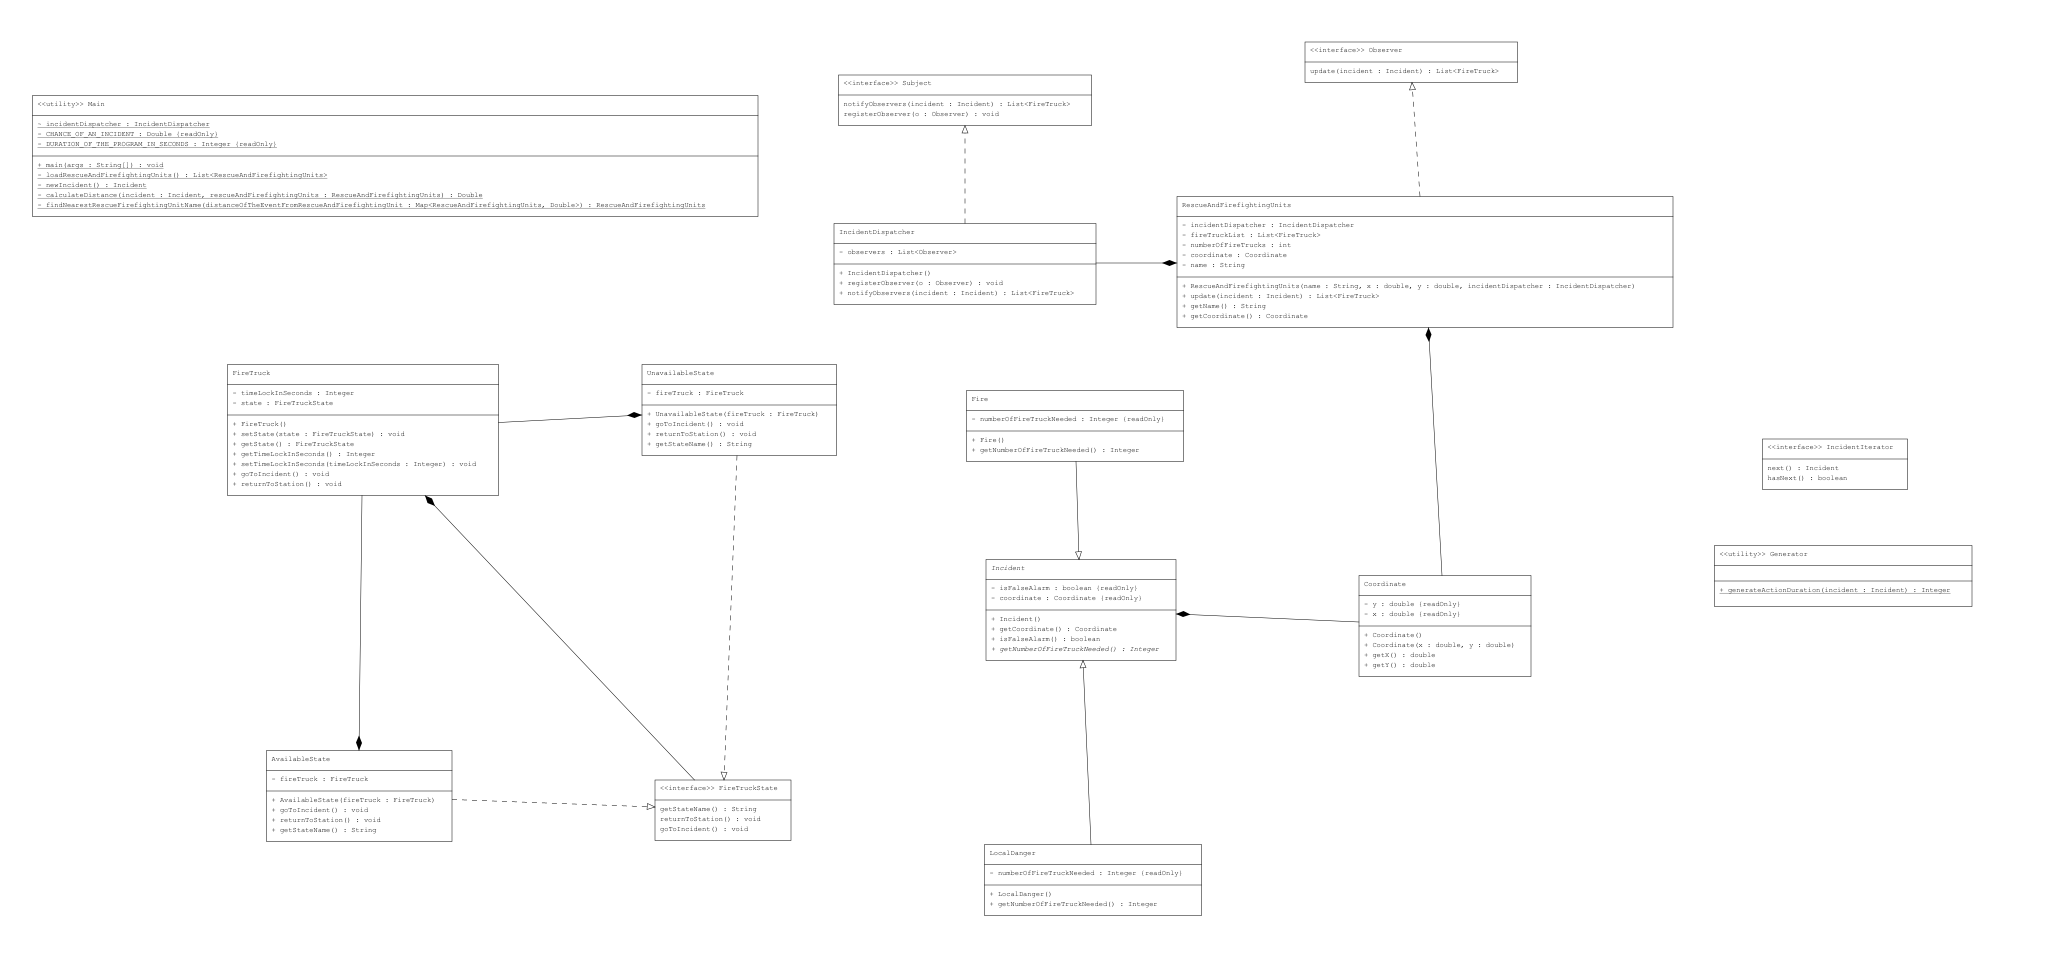 <<interface>> Observer
update(incident : Incident) : List<FireTruck>
<<interface>> Subject
notifyObservers(incident : Incident) : List<FireTruck>
registerObserver(o : Observer) : void
<<utility>> Main
- incidentDispatcher : IncidentDispatcher
- CHANCE_OF_AN_INCIDENT : Double {readOnly}
- DURATION_OF_THE_PROGRAM_IN_SECONDS : Integer {readOnly}
+ main(args : String[]) : void
- loadRescueAndFirefightingUnits() : List<RescueAndFirefightingUnits>
- newIncident() : Incident
- calculateDistance(incident : Incident, rescueAndFirefightingUnits : RescueAndFirefightingUnits) : Double
- findNearestRescueFirefightingUnitName(distanceOfTheEventFromRescueAndFirefightingUnit : Map<RescueAndFirefightingUnits, Double>) : RescueAndFirefightingUnits
RescueAndFirefightingUnits
- incidentDispatcher : IncidentDispatcher
- fireTruckList : List<FireTruck>
- numberOfFireTrucks : int
- coordinate : Coordinate
- name : String
+ RescueAndFirefightingUnits(name : String, x : double, y : double, incidentDispatcher : IncidentDispatcher)
+ update(incident : Incident) : List<FireTruck>
+ getName() : String
+ getCoordinate() : Coordinate
IncidentDispatcher
- observers : List<Observer>
+ IncidentDispatcher()
+ registerObserver(o : Observer) : void
+ notifyObservers(incident : Incident) : List<FireTruck>
FireTruck
- timeLockInSeconds : Integer
- state : FireTruckState
+ FireTruck()
+ setState(state : FireTruckState) : void
+ getState() : FireTruckState
+ getTimeLockInSeconds() : Integer
+ setTimeLockInSeconds(timeLockInSeconds : Integer) : void
+ goToIncident() : void
+ returnToStation() : void
UnavailableState
- fireTruck : FireTruck
+ UnavailableState(fireTruck : FireTruck)
+ goToIncident() : void
+ returnToStation() : void
+ getStateName() : String
Fire
- numberOfFireTruckNeeded : Integer {readOnly}
+ Fire()
+ getNumberOfFireTruckNeeded() : Integer
<<interface>> IncidentIterator
next() : Incident
hasNext() : boolean
<<utility>> Generator
+ generateActionDuration(incident : Incident) : Integer
Incident
- isFalseAlarm : boolean {readOnly}
- coordinate : Coordinate {readOnly}
+ Incident()
+ getCoordinate() : Coordinate
+ isFalseAlarm() : boolean
+ getNumberOfFireTruckNeeded() : Integer
Coordinate
- y : double {readOnly}
- x : double {readOnly}
+ Coordinate()
+ Coordinate(x : double, y : double)
+ getX() : double
+ getY() : double
AvailableState
- fireTruck : FireTruck
+ AvailableState(fireTruck : FireTruck)
+ goToIncident() : void
+ returnToStation() : void
+ getStateName() : String
<<interface>> FireTruckState
getStateName() : String
returnToStation() : void
goToIncident() : void
LocalDanger
- numberOfFireTruckNeeded : Integer {readOnly}
+ LocalDanger()
+ getNumberOfFireTruckNeeded() : Integer